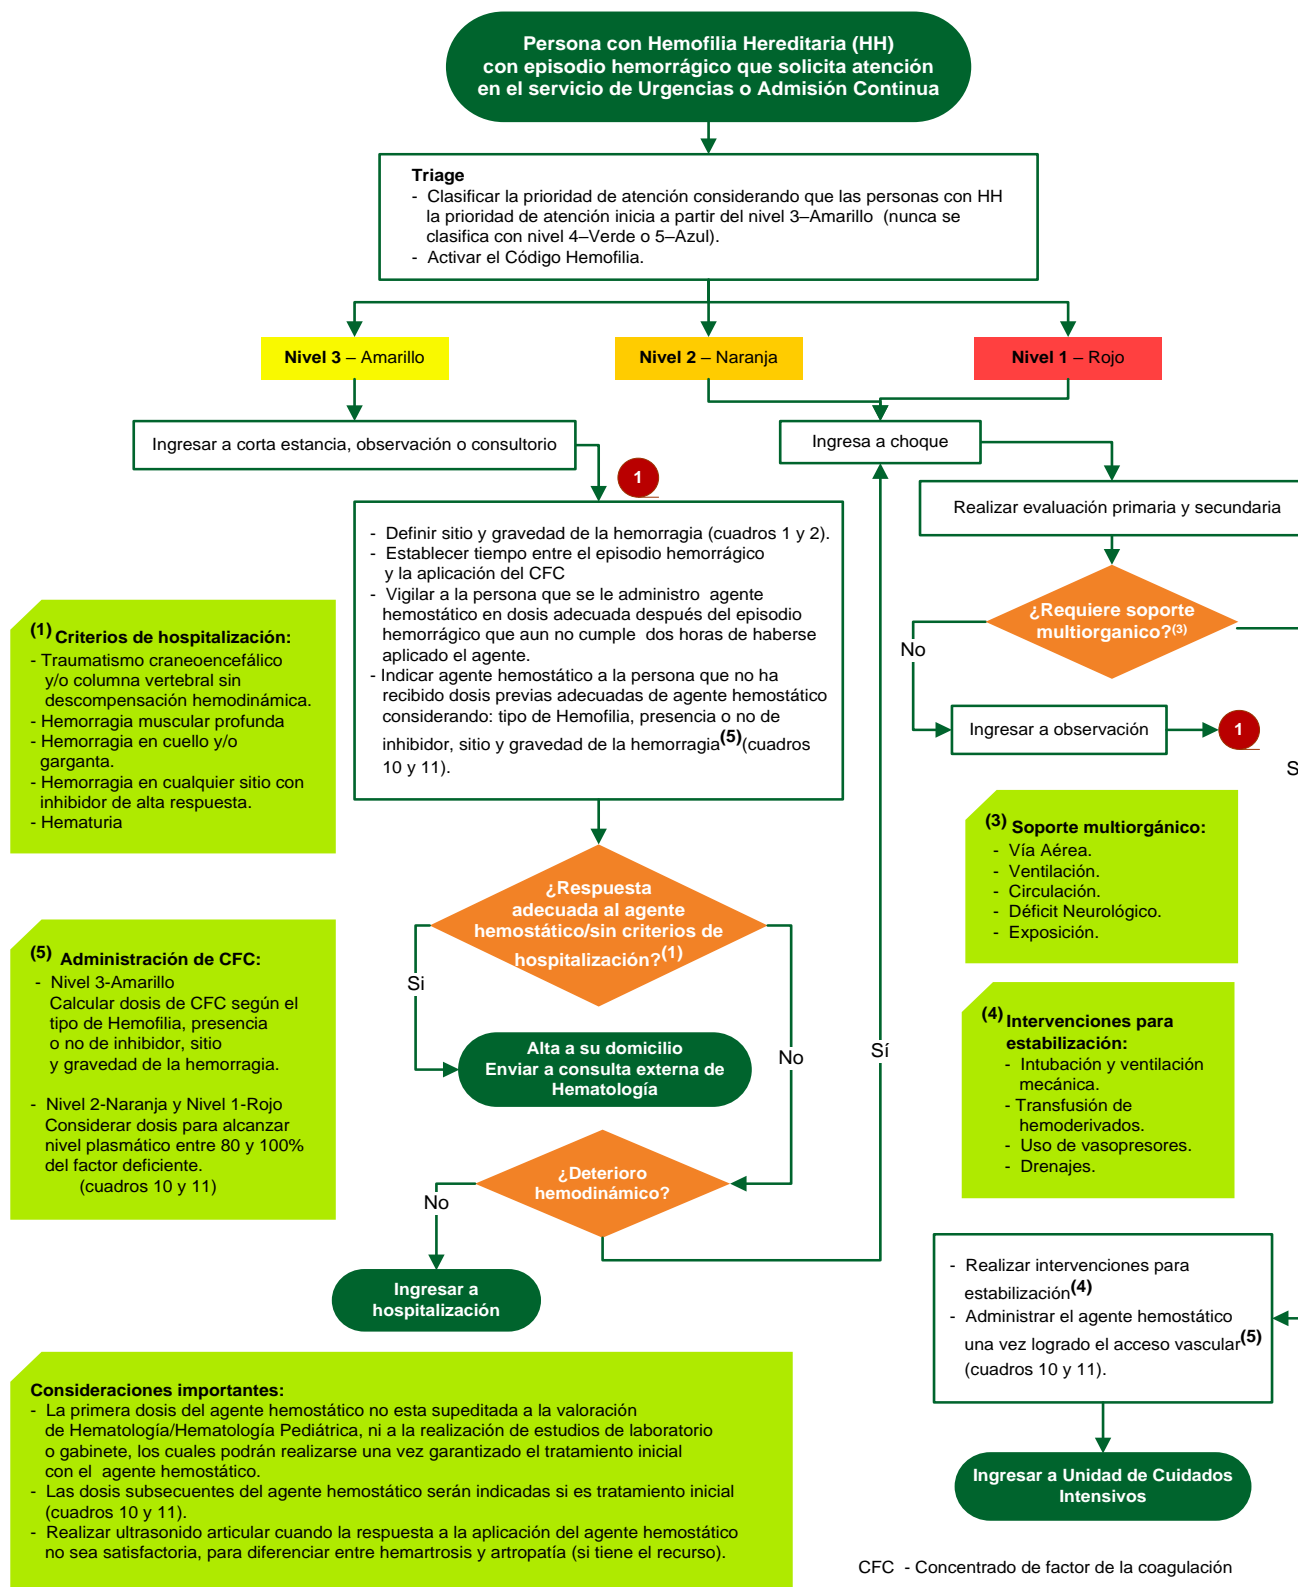 Persona con Hemofilia Hereditaria (HH)
con episodio hemorrágico que solicita atención
en el servicio de Urgencias o Admisión Continua
Triage
- Clasificar la prioridad de atención considerando que las personas con HH
la prioridad de atención inicia a partir del nivel 3–Amarillo (nunca se
clasifica con nivel 4–Verde o 5–Azul).
- Activar el Código Hemofilia.
Nivel 3 – Amarillo
Nivel 2 – Naranja
Nivel 1 – Rojo
Ingresar a corta estancia, observación o consultorio
Ingresa a choque
1
Realizar evaluación primaria y secundaria
- Definir sitio y gravedad de la hemorragia (cuadros 1 y 2).
- Establecer tiempo entre el episodio hemorrágico
y la aplicación del CFC
- Vigilar a la persona que se le administro agente
hemostático en dosis adecuada después del episodio
hemorrágico que aun no cumple dos horas de haberse
aplicado el agente.
- Indicar agente hemostático a la persona que no ha
recibido dosis previas adecuadas de agente hemostático
considerando: tipo de Hemofilia, presencia o no de
inhibidor, sitio y gravedad de la hemorragia(5)(cuadros
10 y 11).
¿Requiere soporte
multiorganico?(3)
No
Ingresar a observación
1
S
(1) Criterios de hospitalización:
- Traumatismo craneoencefálico
y/o columna vertebral sin
descompensación hemodinámica.
- Hemorragia muscular profunda
- Hemorragia en cuello y/o
garganta.
- Hemorragia en cualquier sitio con
inhibidor de alta respuesta.
- Hematuria
(3) Soporte multiorgánico:
- Vía Aérea.
- Ventilación.
- Circulación.
- Déficit Neurológico.
- Exposición.
¿Respuesta
adecuada al agente
hemostático/sin criterios de
hospitalización?(1)
Si
No
Sí
(5) Administración de CFC:
- Nivel 3-Amarillo
Calcular dosis de CFC según el
tipo de Hemofilia, presencia
o no de inhibidor, sitio
y gravedad de la hemorragia.
- Nivel 2-Naranja y Nivel 1-Rojo
Considerar dosis para alcanzar
nivel plasmático entre 80 y 100%
del factor deficiente.
(cuadros 10 y 11)
Alta a su domicilio
Enviar a consulta externa de
Hematología
(4) Intervenciones para
estabilización:
- Intubación y ventilación
mecánica.
- Transfusión de
hemoderivados.
- Uso de vasopresores.
- Drenajes.
¿Deterioro
hemodinámico?
No
Ingresar a
hospitalización
- Realizar intervenciones para
estabilización(4)
- Administrar el agente hemostático
una vez logrado el acceso vascular(5)
(cuadros 10 y 11).
Ingresar a Unidad de Cuidados
Intensivos
Consideraciones importantes:
- La primera dosis del agente hemostático no esta supeditada a la valoración
de Hematología/Hematología Pediátrica, ni a la realización de estudios de laboratorio
o gabinete, los cuales podrán realizarse una vez garantizado el tratamiento inicial
con el agente hemostático.
- Las dosis subsecuentes del agente hemostático serán indicadas si es tratamiento inicial
(cuadros 10 y 11).
- Realizar ultrasonido articular cuando la respuesta a la aplicación del agente hemostático
no sea satisfactoria, para diferenciar entre hemartrosis y artropatía (si tiene el recurso).
CFC - Concentrado de factor de la coagulación